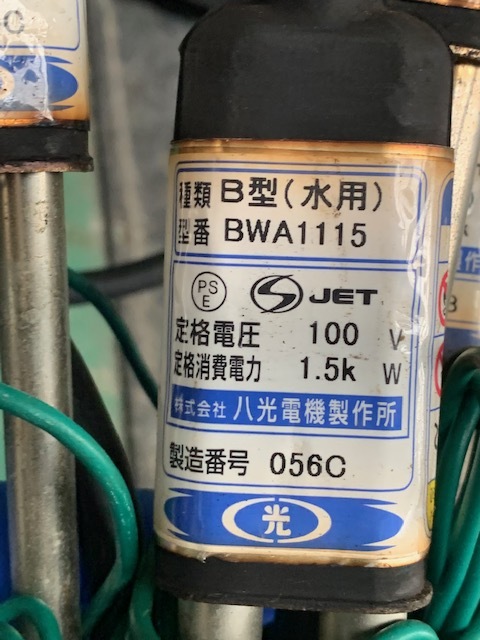 C
種類 B型(水用)
型番 BWA1115
PS
E
JET
定格電圧 100 V
定格消費電力 1.5k W
株式会社 八光電機製作所
製造番号 056C
光
k
作